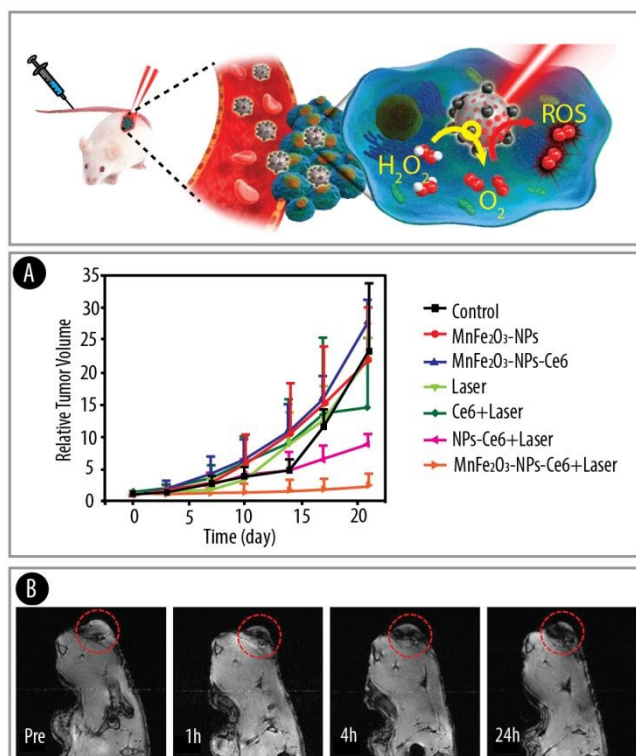 H2O2
O2
ROS
A
Relative Tumor Volume
35
30
25
20
15
10
5
0
0 5 10 15 20
Time (day)
Control
MnFe2O3-NPs
MnFe2O3-NPs-Ce6
Laser
Ce6+Laser
NPs-Ce6+Laser
MnFe2O3-NPs-Ce6+Laser
B
Pre
1h
4h
24h